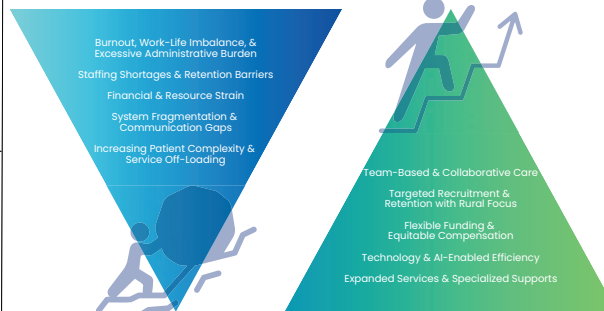 Burnout, Work-Life Imbalance, &
Excessive Administrative Burden
Staffing Shortages & Retention Barriers
Financial & Resource Strain
System Fragmentation &
Communication Gaps
Increasing Patient Complexity &
Service Off-Loading
Team-Based & Collaborative Care
Targeted Recruitment &
Retention with Rural Focus
Flexible Funding &
Equitable Compensation
Technology & AI-Enabled Efficiency
Expanded Services & Specialized Supports